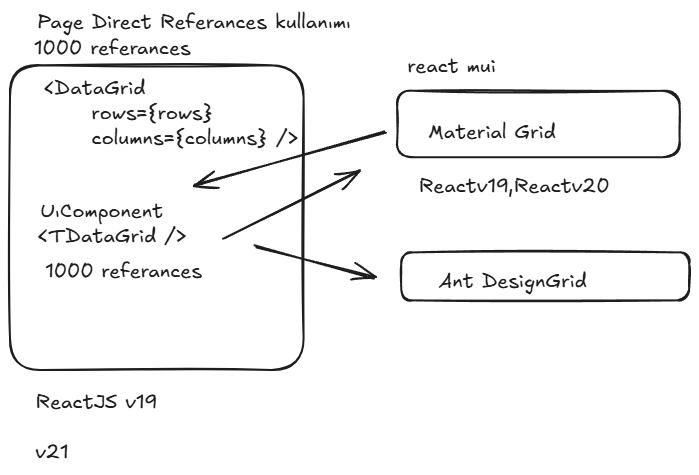 Page Direct Referances kullanımı
1000 referances
<DataGrid
rows={rows}
columns={columns} />
UıComponent
<TDataGrid />
1000 referances
ReactJS v19
v21
react mui
Material Grid
Reactv19,Reactv20
Ant DesignGrid